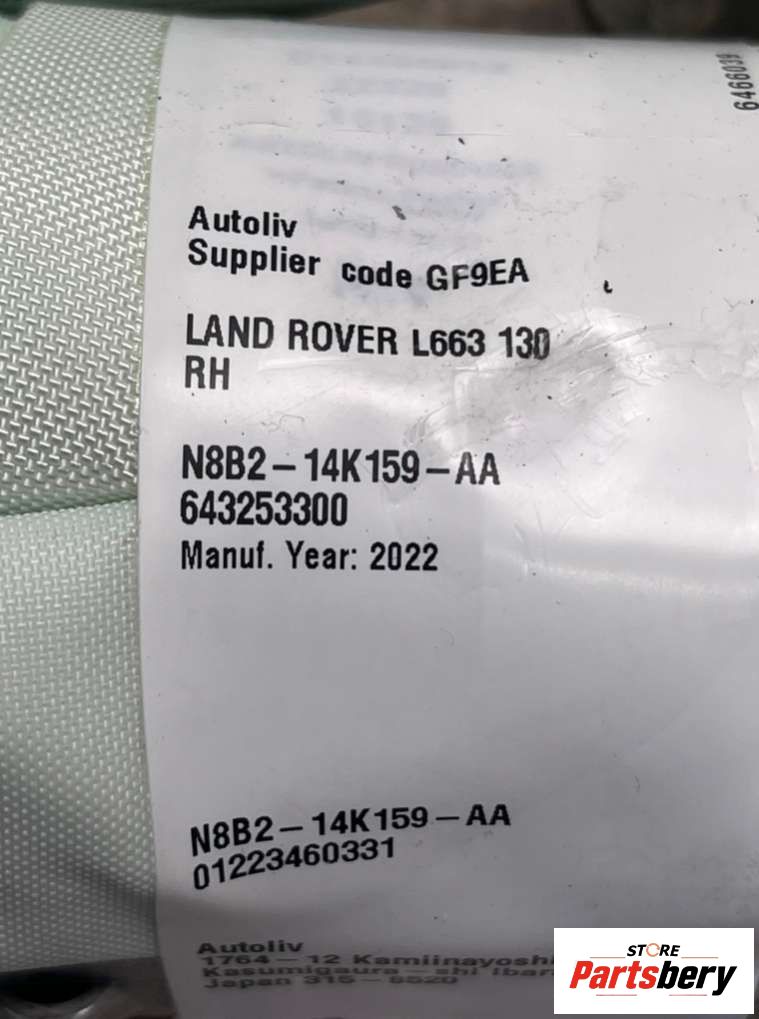 6466039
Autoliv
Supplier code GF9EA
LAND ROVER L663 130
RH
N8B2-14K159-AA
643253300
Manuf. Year: 2022
N8B2-14K159-AA
01223460331
Autoliv
1764-12 Kamiinayoshi
Kasumigaura-shi Ibar
Japan 315-
STORE
Partsbery